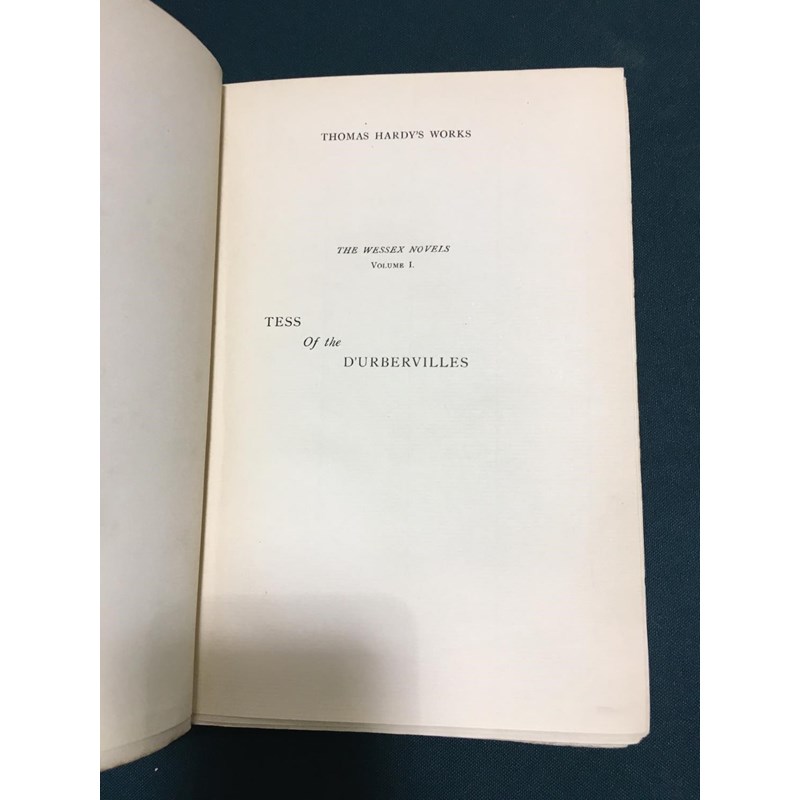 THOMAS HARDY'S WORKS
THE WESSEX NOVELS
VOLUME I.
TESS
Of the
D'URBERVILLES